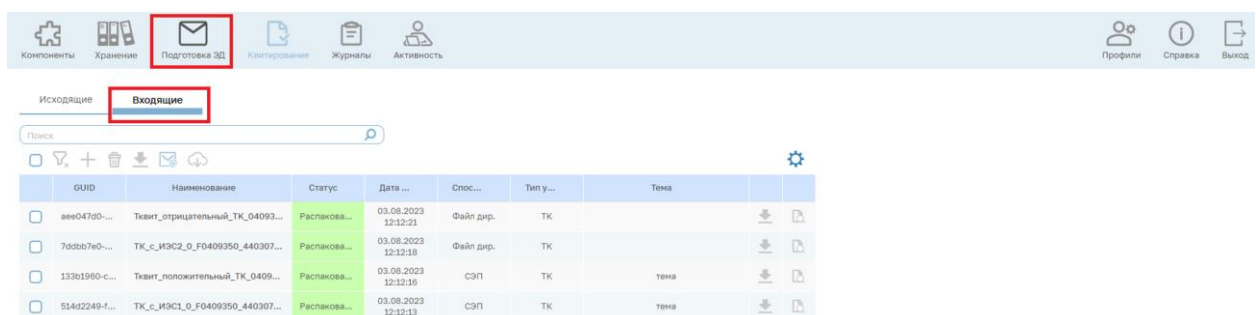 Компоненты Хранение Подготовка ЭД Квитирование Журналы Активность Профили Справка Выход
Исходящие Входящие
Поиск
GUID Наименование Статус Дата ... Спос... Тип у... Тема
aee047d0-... Тквит_отрицательный_ТК_04093... Распакова... 03.08.2023 Файл дир. ТК
12:12:21
7ddbb7e0-... ТК_с_ИЭС2_0_F0409350_440307... Распакова... 03.08.2023 Файл дир. ТК
12:12:18
133b1960-c... Тквит_положительный_ТК_0409... Распакова... 03.08.2023 СЭП ТК тема
12:12:16
514d2249-f... ТК_с_ИЭС1_0_F0409350_440307... Распакова... 03.08.2023 СЭП ТК тема
12:12:13